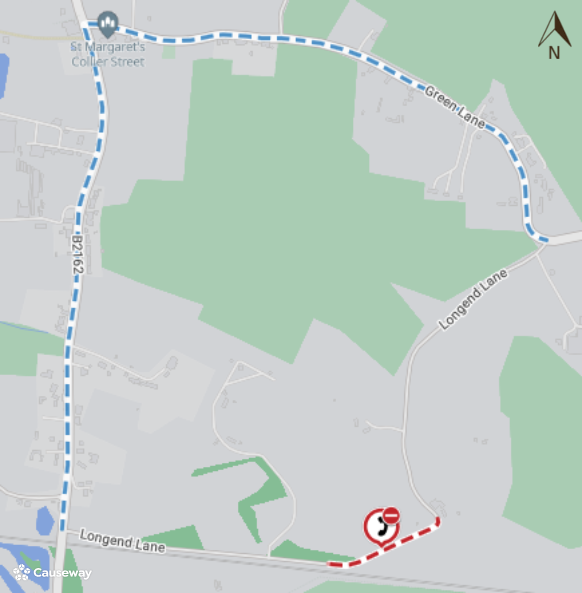 N
St Margaret's
Collier Street
Green Lane
B2162
Longend Lane
Longend Lane
Causeway